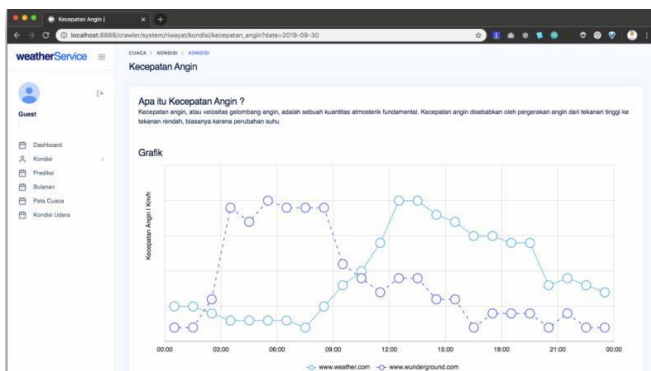 Kecepatan Angin |
localhost:8888/crawler/system/riwayat/kondisi/kecepatan_angin?date=2019-09-30
weatherService
CUACA / KONDISI / KONDISI
Kecepatan Angin
Guest
Dashboard
Kondisi
Prediksi
Bulanan
Peta Cuaca
Kondisi Udara
Apa itu Kecepatan Angin ?
Kecepatan angin, atau velositas gelombang angin, adalah sebuah kuantitas atmosterik fundamental. Kecepatan angin disebabkan oleh pergerakan angin dari tekanan tinggi ke
tekanan rendah, biasanya karena perubahan suhu
Grafik
Kecepatan Angin / Km/h
00:00 03:00 06:00 09:00 12:00 15:00 18:00 21:00 00:00
www.weather.com www.wunderground.com